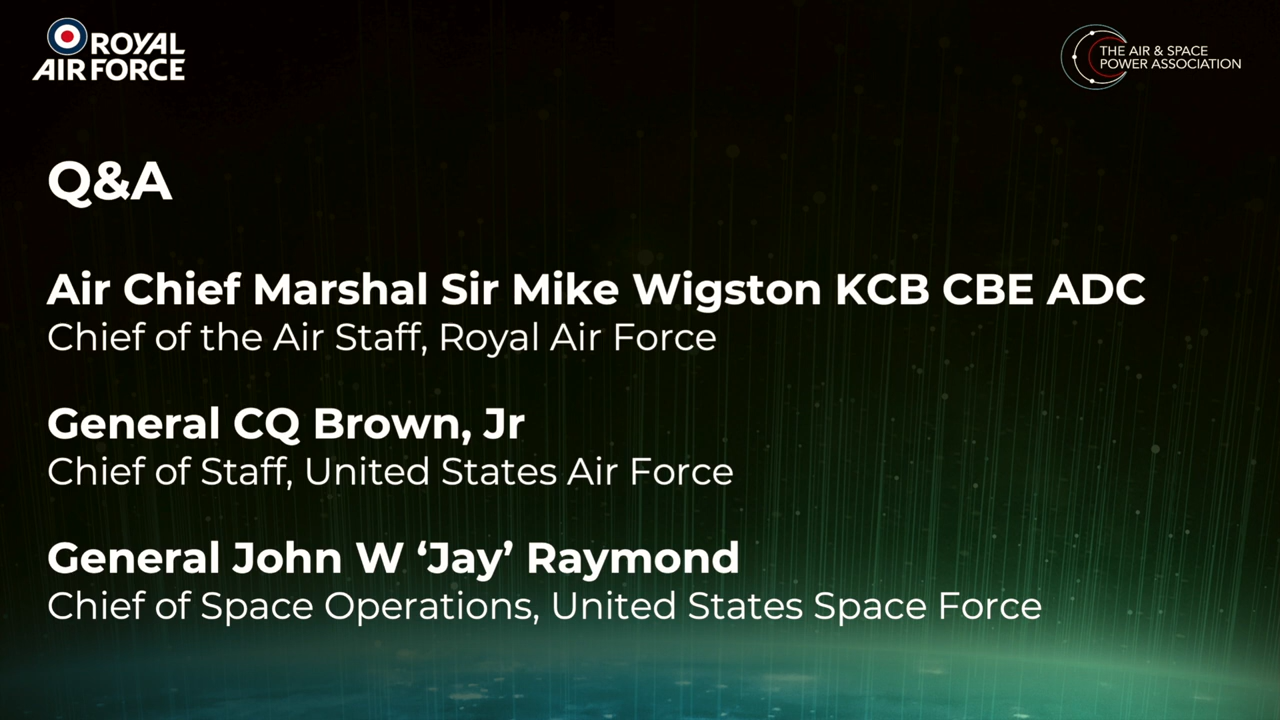 ROYAL
AIR FORCE
THE AIR & SPACE
POWER ASSOCIATION
Q&A
Air Chief Marshal Sir Mike Wigston KCB CBE ADC
Chief of the Air Staff, Royal Air Force
General CQ Brown, Jr
Chief of Staff, United States Air Force
General John W ‘Jay’ Raymond
Chief of Space Operations, United States Space Force